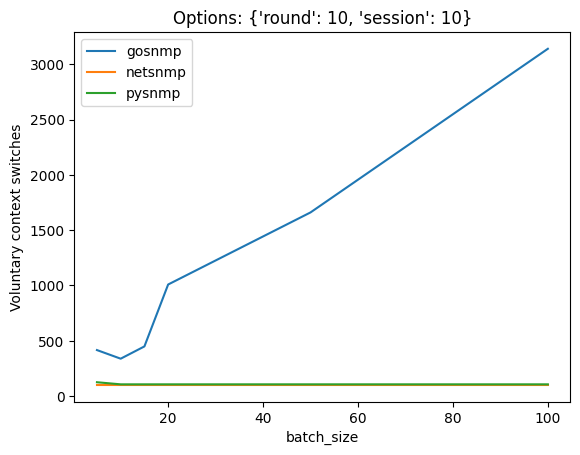 Options: {'round': 10, 'session': 10}
gosnmp
netsnmp
pysnmp
Voluntary context switches
3000
2500
2000
1500
1000
500
0
20
40
60
80
100
batch_size